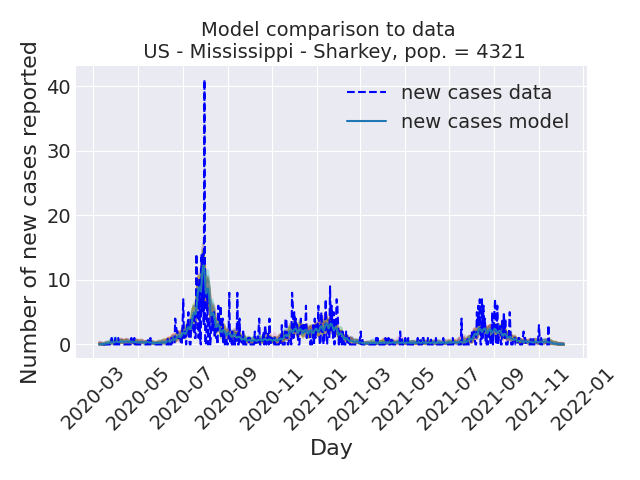 Model comparison to data
US - Mississippi - Sharkey, pop. = 4321
Number of new cases reported
40
30
20
10
0
new cases data
new cases model
2020-03
2020-05
2020-07
2020-09
2020-11
2021-01
2021-03
2021-05
2021-07
2021-09
2021-11
2022-01
Day